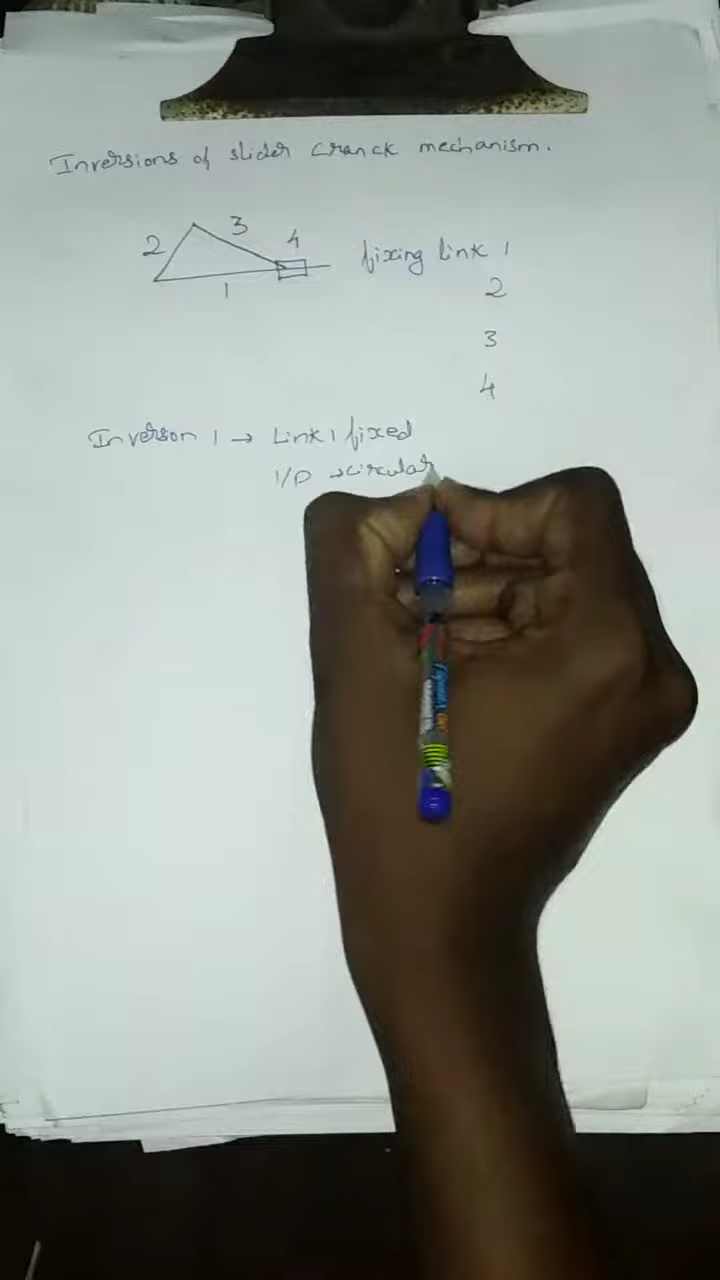 Inversions of slider cranck mechanism.
2 3 4 1
fixing link 1
2
3
4
Inversion 1 → Link 1 fixed
I/P → circular